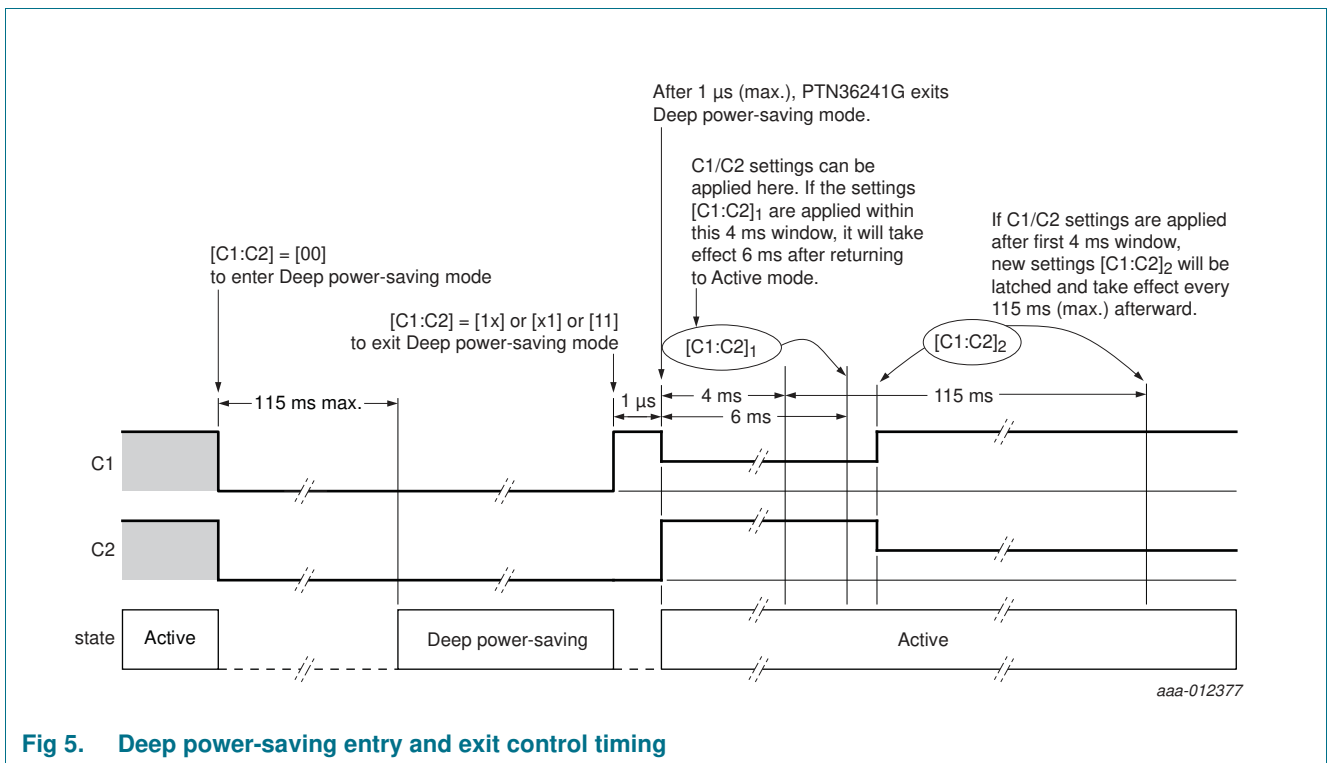 After 1 µs (max.), PTN36241G exits
Deep power-saving mode.
C1/C2 settings can be
applied here. If the settings
[C1:C2]1 are applied within
this 4 ms window, it will take
effect 6 ms after returning
to Active mode.
If C1/C2 settings are applied
after first 4 ms window,
new settings [C1:C2]2 will be
latched and take effect every
115 ms (max.) afterward.
[C1:C2] = [00]
to enter Deep power-saving mode
[C1:C2] = [1x] or [x1] or [11]
to exit Deep power-saving mode
[C1:C2]1
[C1:C2]2
115 ms max.
1 µs
4 ms
115 ms
6 ms
C1
C2
state
Active
Deep power-saving
Active
aaa-012377
Fig 5. Deep power-saving entry and exit control timing